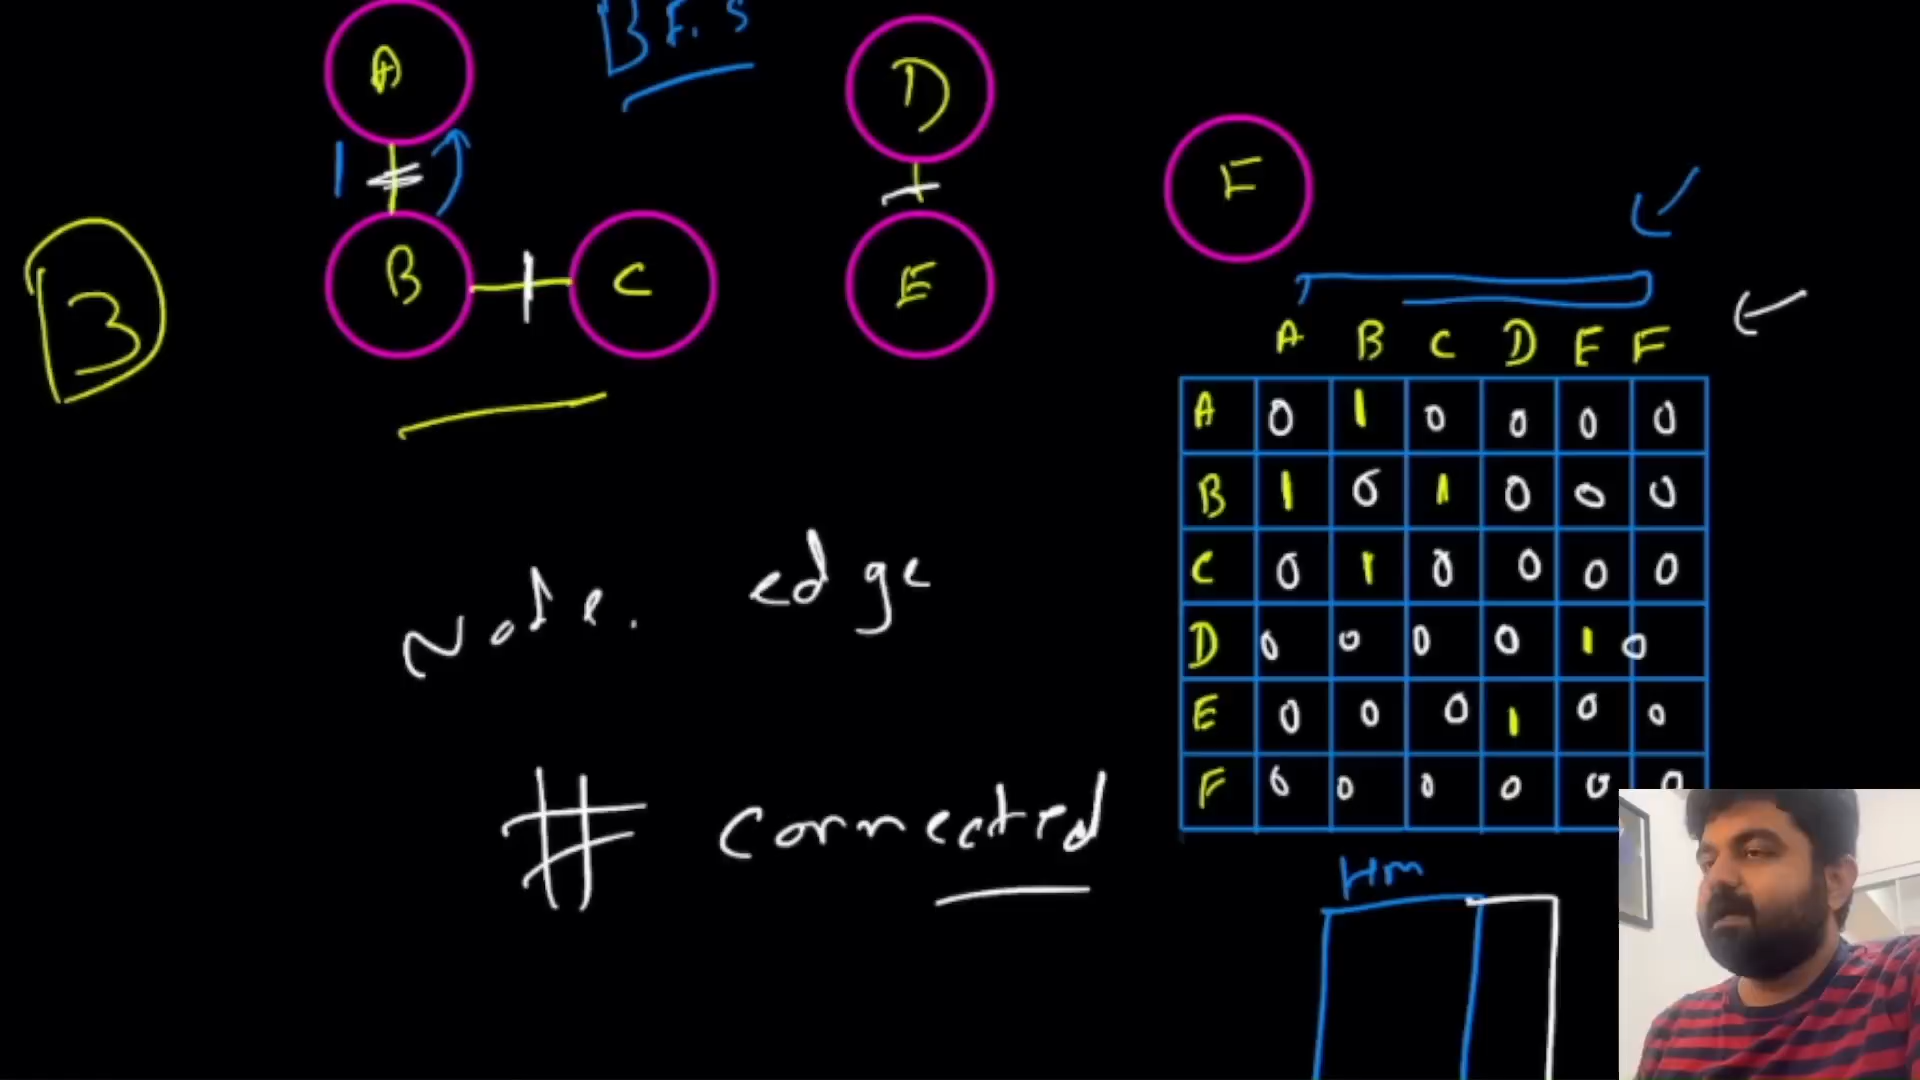 BF.S
A
D
F
B
C
E
3
1
A B C D E F
A 0 1 0 0 0 0
B 1 0 1 0 0 0
C 0 1 0 0 0 0
D 0 0 0 0 1 0
E 0 0 0 1 0 0
F 0 0 0 0 0 0
Node. edge
# connected
Hm